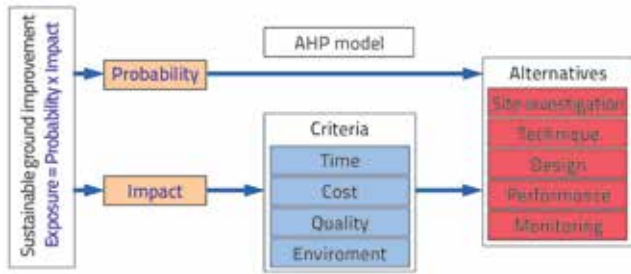 Sustainable ground improvement
Exposure = Probability x Impact
Probability
Impact
AHP model
Criteria
Time
Cost
Quality
Enviroment
Alternatives
Site investigation
Technique
Design
Performance
Monitoring